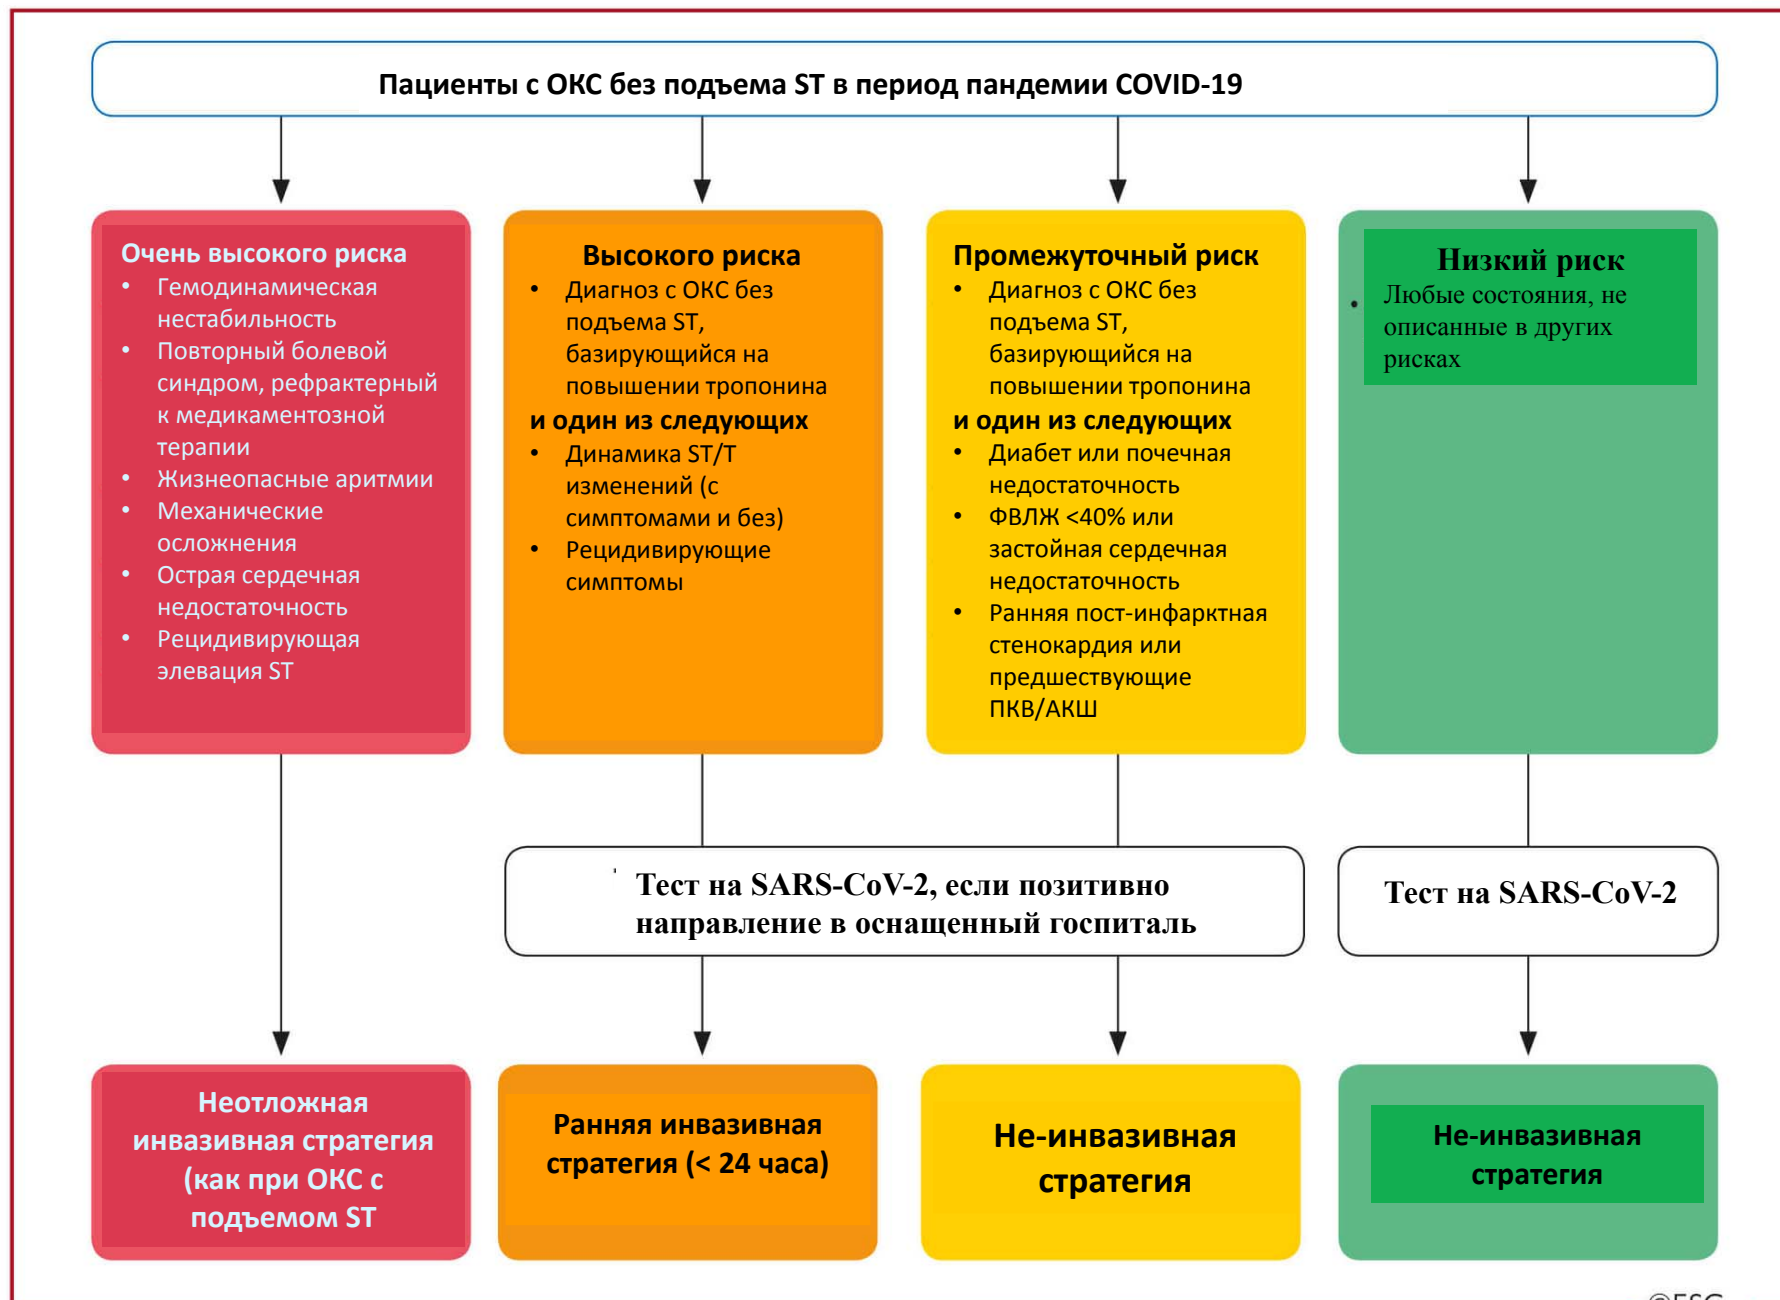 Пациенты с ОКС без подъема ST в период пандемии COVID-19
Очень высокого риска
• Гемодинамическая
нестабильность
• Повторный болевой
синдром, рефрактерный
к медикаментозной
терапии
• Жизнеопасные аритмии
• Механические
осложнения
• Острая сердечная
недостаточность
• Рецидивирующая
элевация ST
Высокого риска
• Диагноз с ОКС без
подъема ST,
базирующийся на
повышении тропонина
и один из следующих
• Динамика ST/T
изменений (с
симптомами и без)
• Рецидивирующие
симптомы
Промежуточный риск
• Диагноз с ОКС без
подъема ST,
базирующийся на
повышении тропонина
и один из следующих
• Диабет или почечная
недостаточность
• ФВЛЖ <40% или
застойная сердечная
недостаточность
• Ранняя пост-инфарктная
стенокардия или
предшествующие
ПКВ/АКШ
Низкий риск
• Любые состояния, не
описанные в других
рисках
Тест на SARS-CoV-2, если позитивно
направление в оснащенный госпиталь
Тест на SARS-CoV-2
Неотложная
инвазивная стратегия
(как при ОКС с
подъемом ST
Ранняя инвазивная
стратегия (< 24 часа)
Не-инвазивная
стратегия
Не-инвазивная
стратегия
©ESC